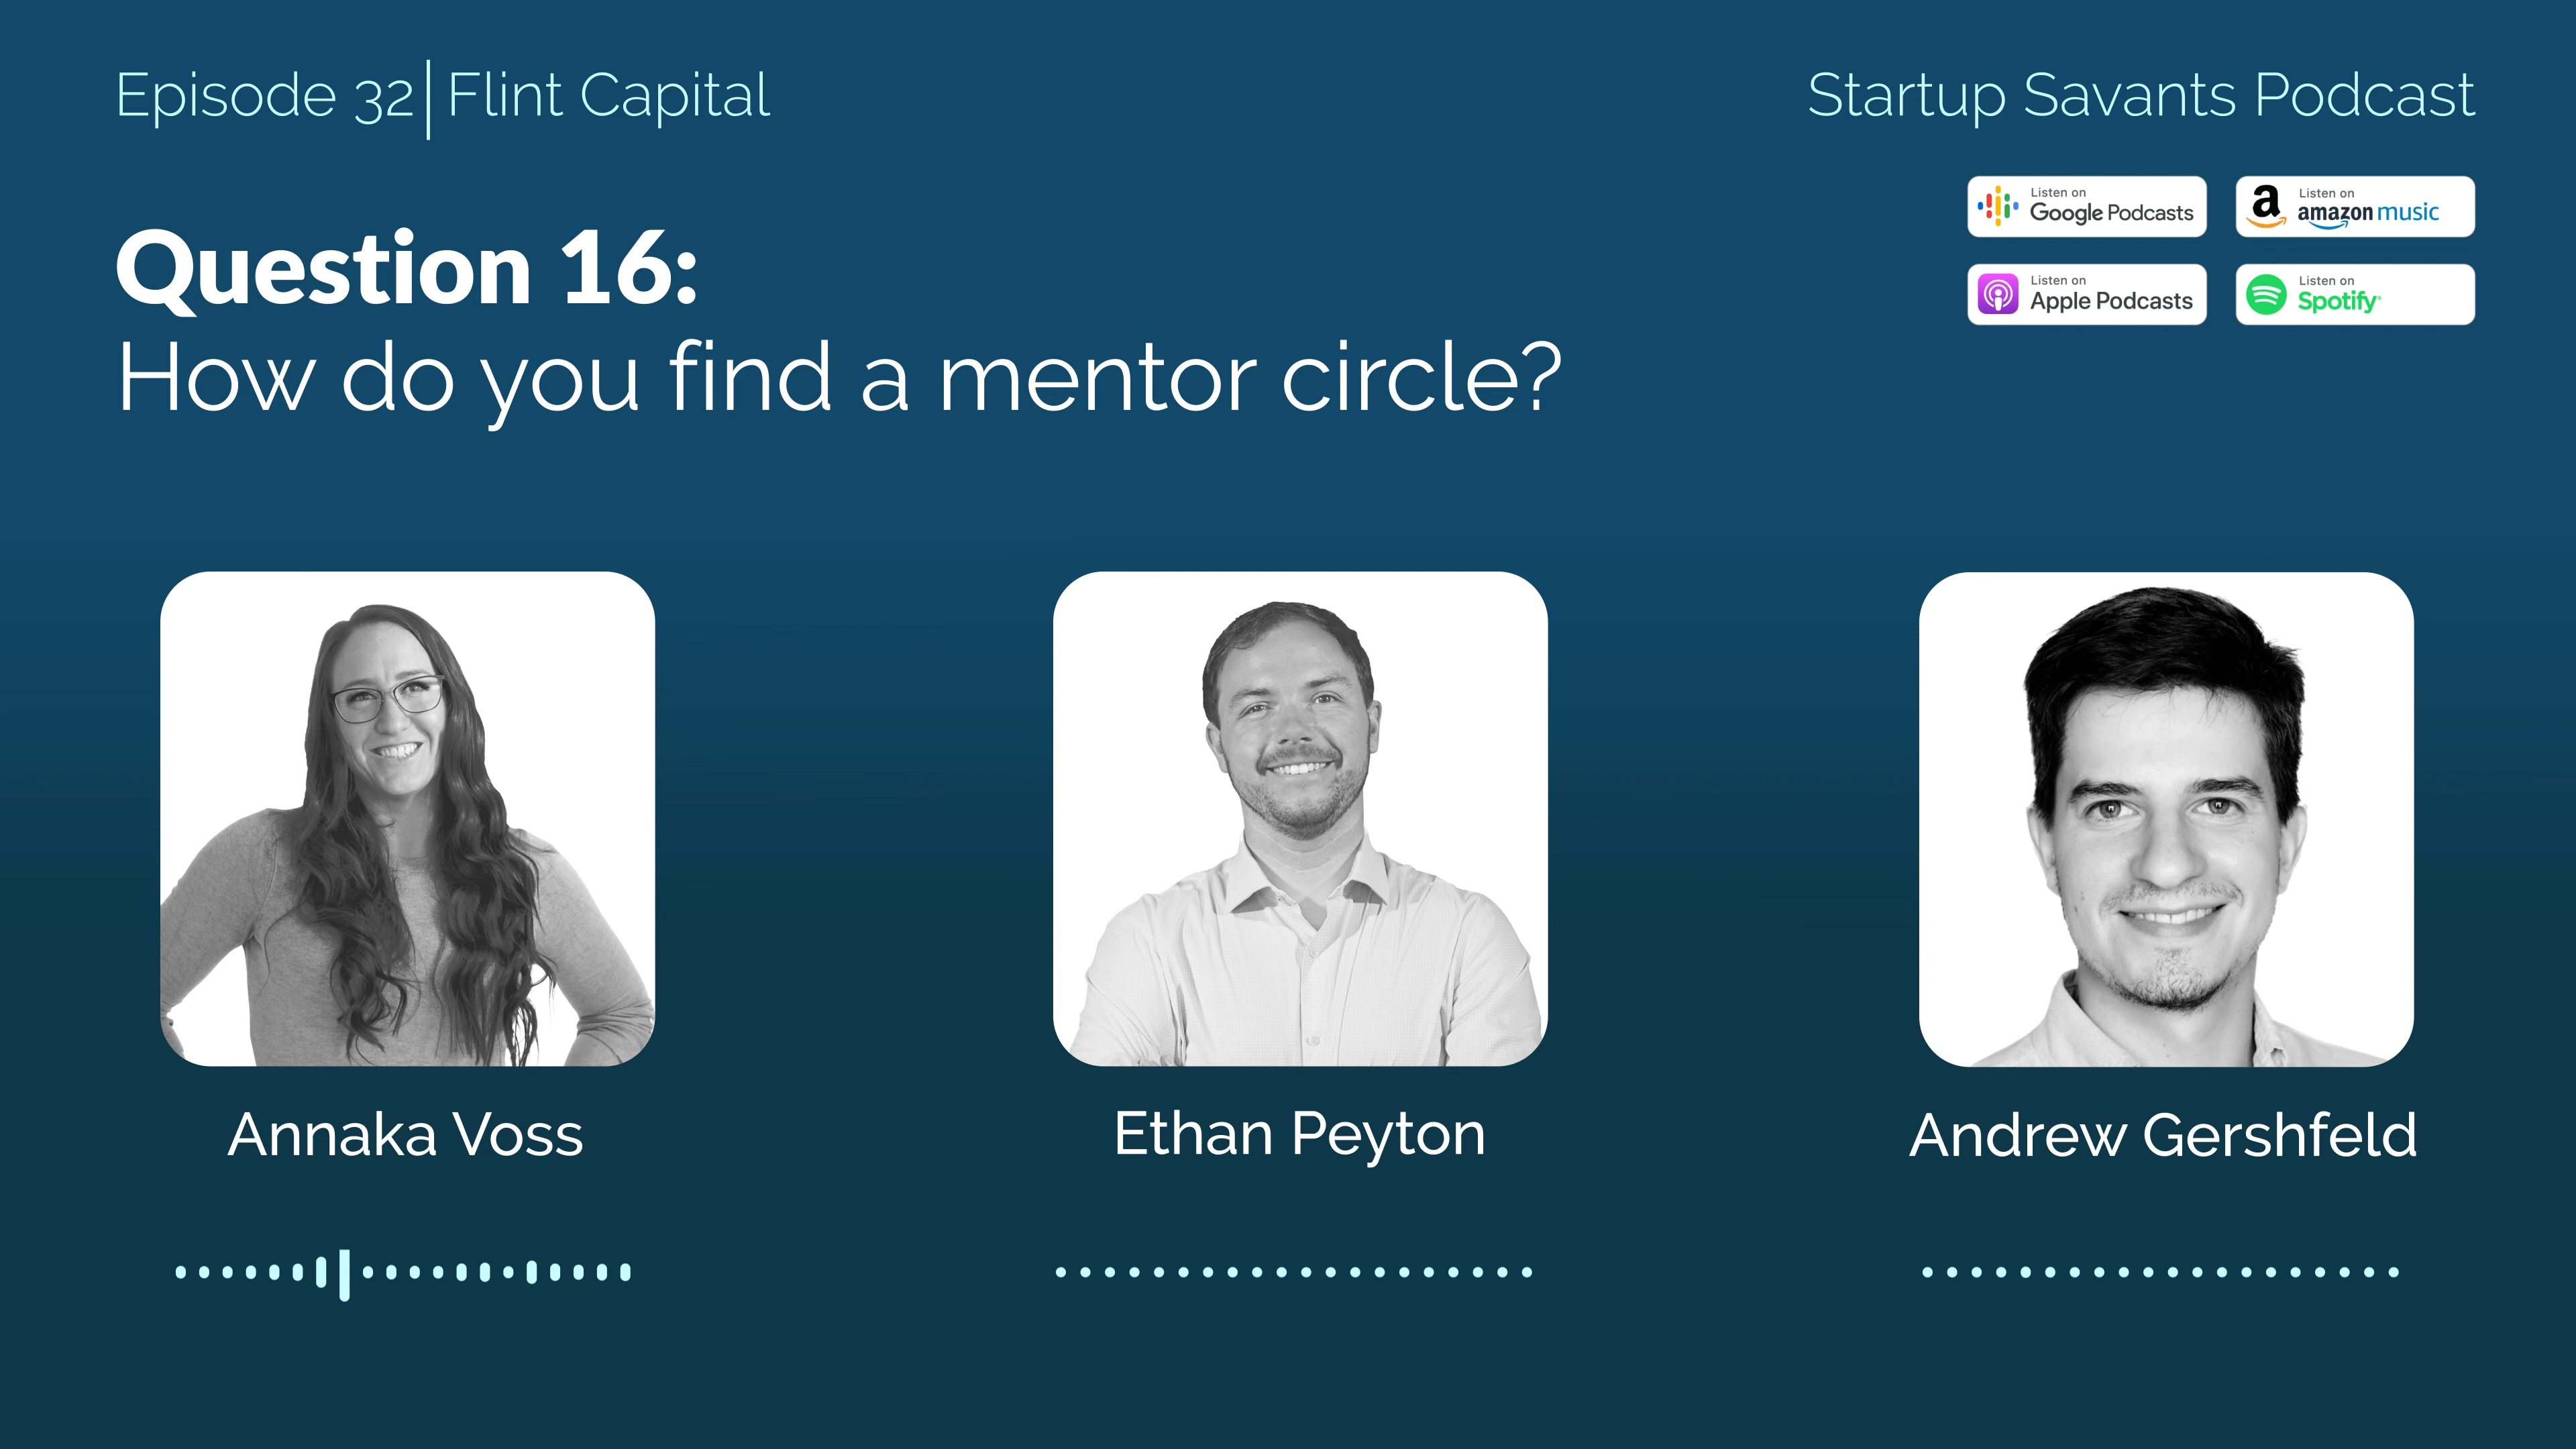 Episode 32 | Flint Capital
Startup Savants Podcast
Listen on
Google Podcasts
Listen on
amazon music
Listen on
Apple Podcasts
Listen on
Spotify
Question 16:
How do you find a mentor circle?
Annaka Voss
Ethan Peyton
Andrew Gershfeld